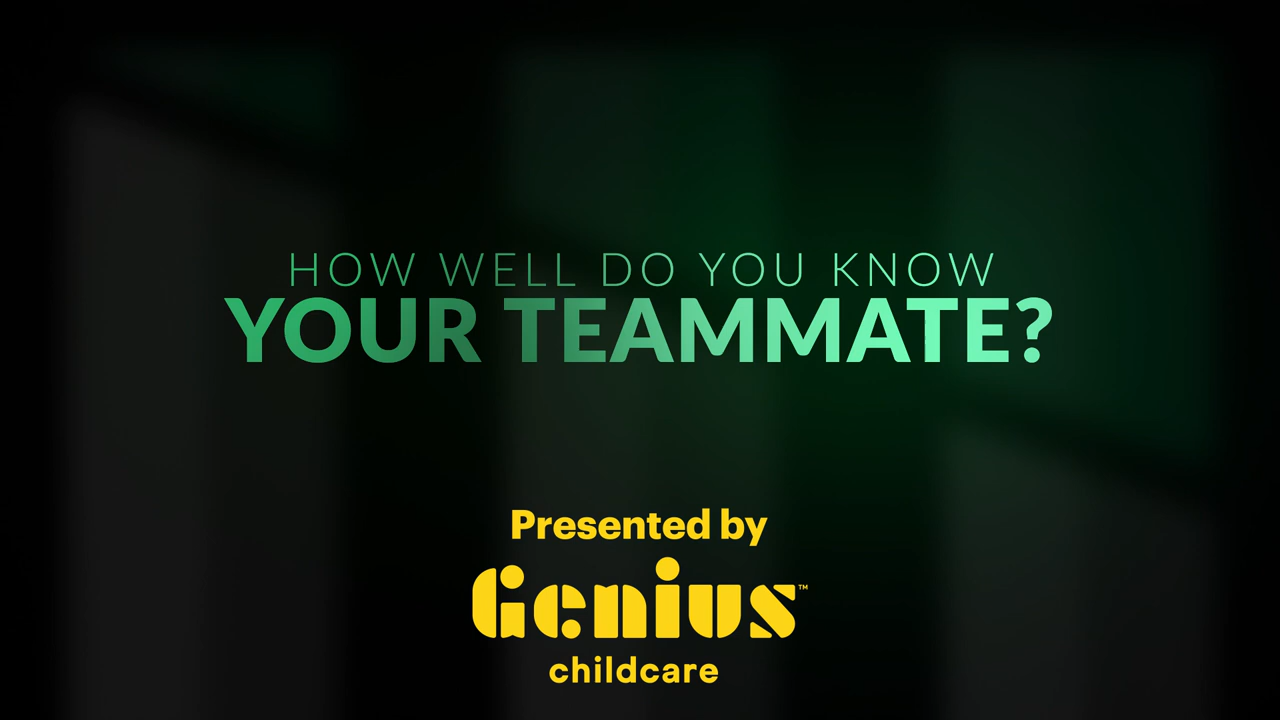 HOW WELL DO YOU KNOW
YOUR TEAMMATE?
Presented by
Genius™
childcare